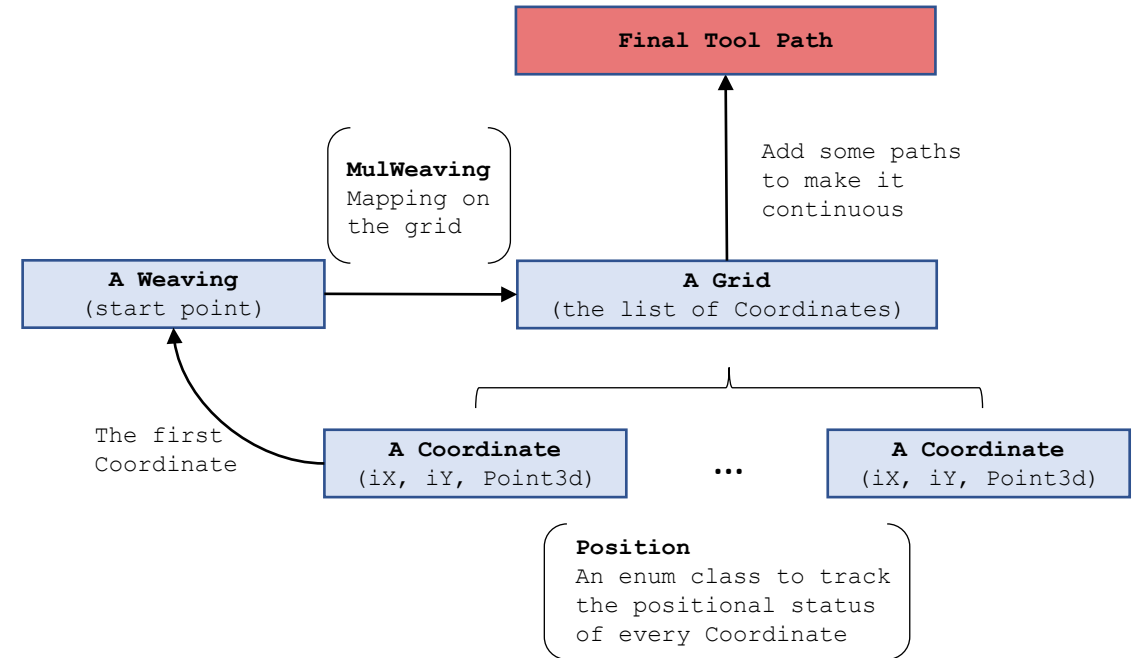 Final Tool Path
MulWeaving
Mapping on
the grid
Add some paths
to make it
continuous
A Weaving
(start point)
A Grid
(the list of Coordinates)
The first
Coordinate
A Coordinate
(iX, iY, Point3d)
...
A Coordinate
(iX, iY, Point3d)
Position
An enum class to track
the positional status
of every Coordinate